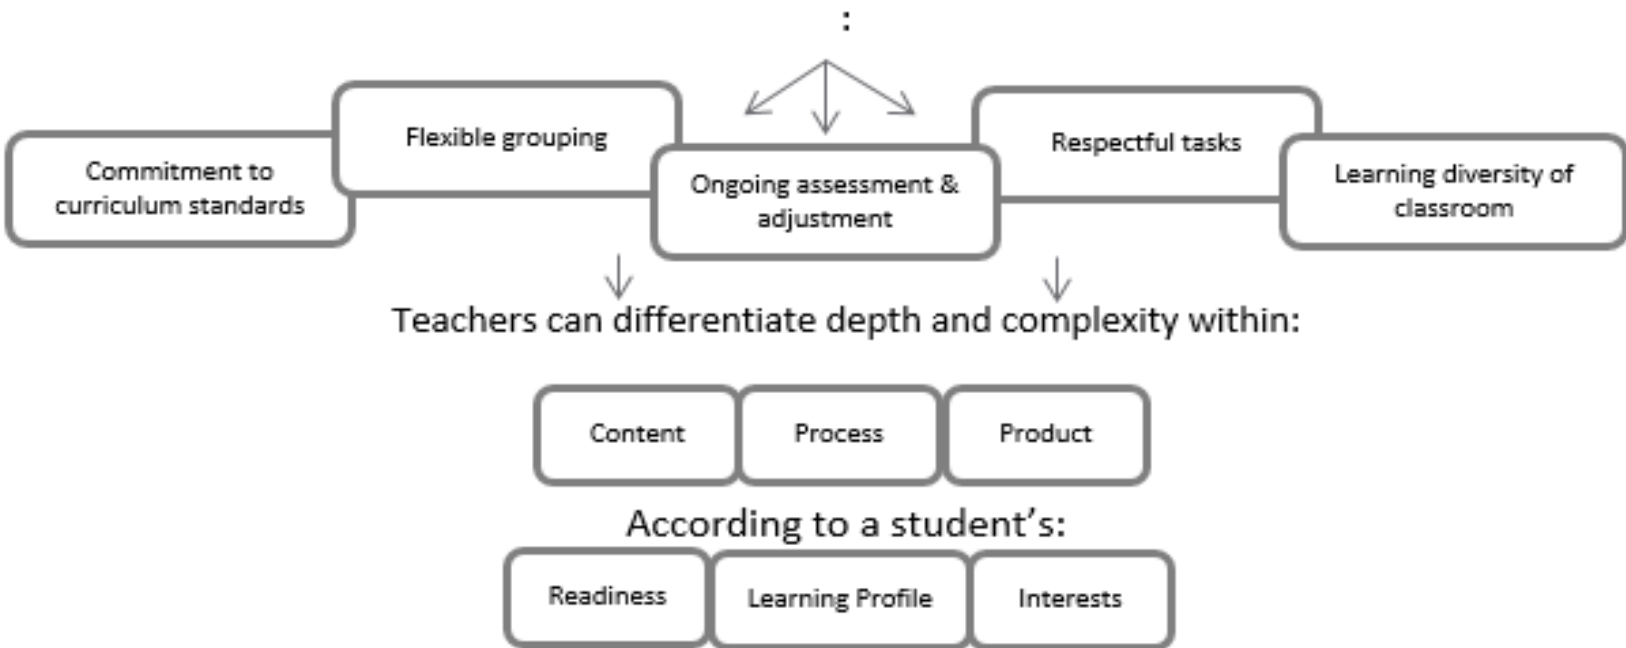 :
Commitment to
curriculum standards
Flexible grouping
Ongoing assessment &
adjustment
Respectful tasks
Learning diversity of
classroom
Teachers can differentiate depth and complexity within:
Content
Process
Product
According to a student’s:
Readiness
Learning Profile
Interests